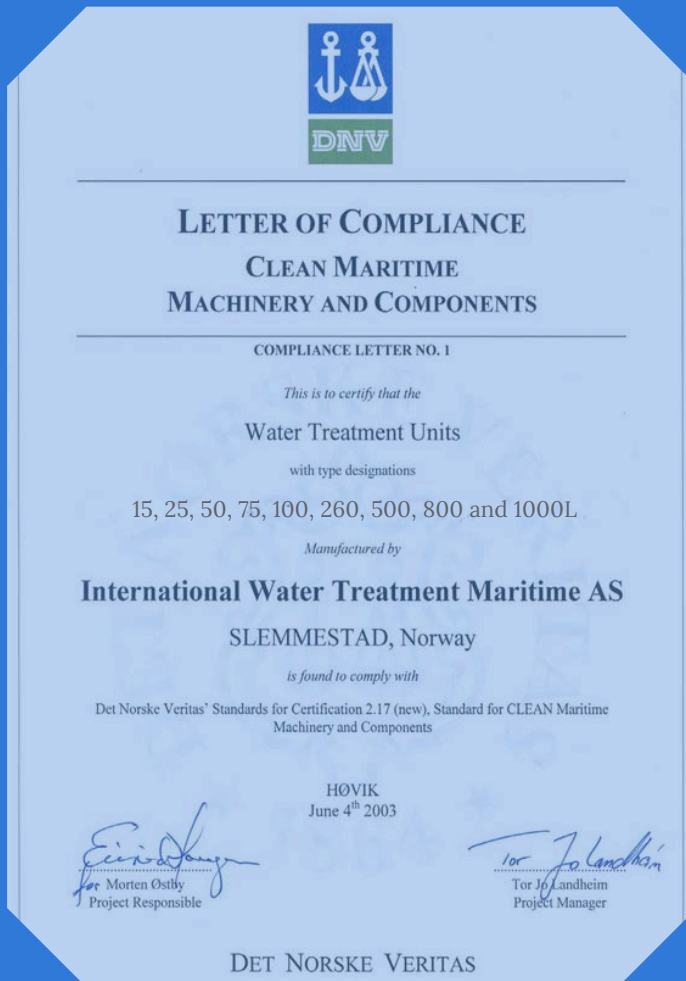 DNV
LETTER OF COMPLIANCE
CLEAN MARITIME
MACHINERY AND COMPONENTS
COMPLIANCE LETTER NO. 1
This is to certify that the
Water Treatment Units
with type designations
15, 25, 50, 75, 100, 260, 500, 800 and 1000L
Manufactured by
International Water Treatment Maritime AS
SLEMMESTAD, Norway
is found to comply with
Det Norske Veritas' Standards for Certification 2.17 (new), Standard for CLEAN Maritime
Machinery and Components
HØVIK
June 4th 2003
for Morten Østby
Project Responsible
Tor Jo Landheim
Tor Jo Landheim
Project Manager
DET NORSKE VERITAS